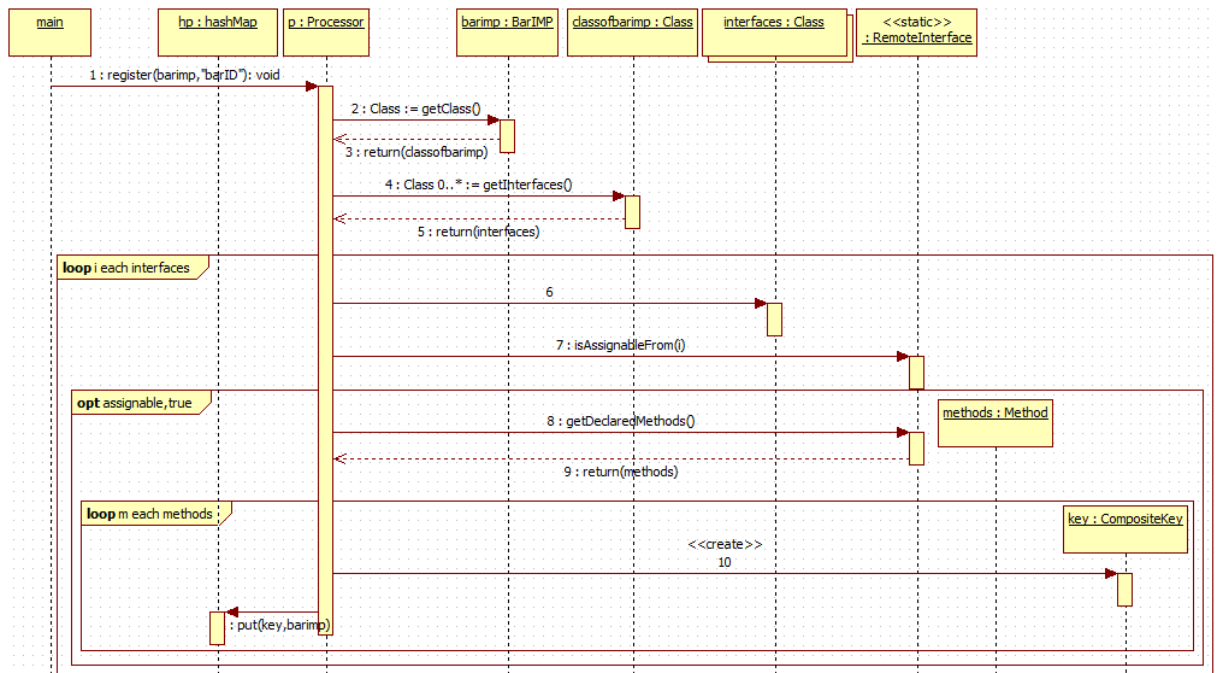 main
hp : hashMap
p : Processor
barimp : BarIMP
classofbarimp : Class
interfaces : Class
<<static>>
: RemoteInterface
1 : register(barimp,"barID"): void
2 : Class := getClass()
3 : return(classofbarimp)
4 : Class 0..* := getInterfaces()
5 : return(interfaces)
loop i each interfaces
6
7 : isAssignableFrom(i)
opt assignable,true
methods : Method
8 : getDeclaredMethods()
9 : return(methods)
loop m each methods
key : CompositeKey
<<create>>
10
: put(key,barimp)